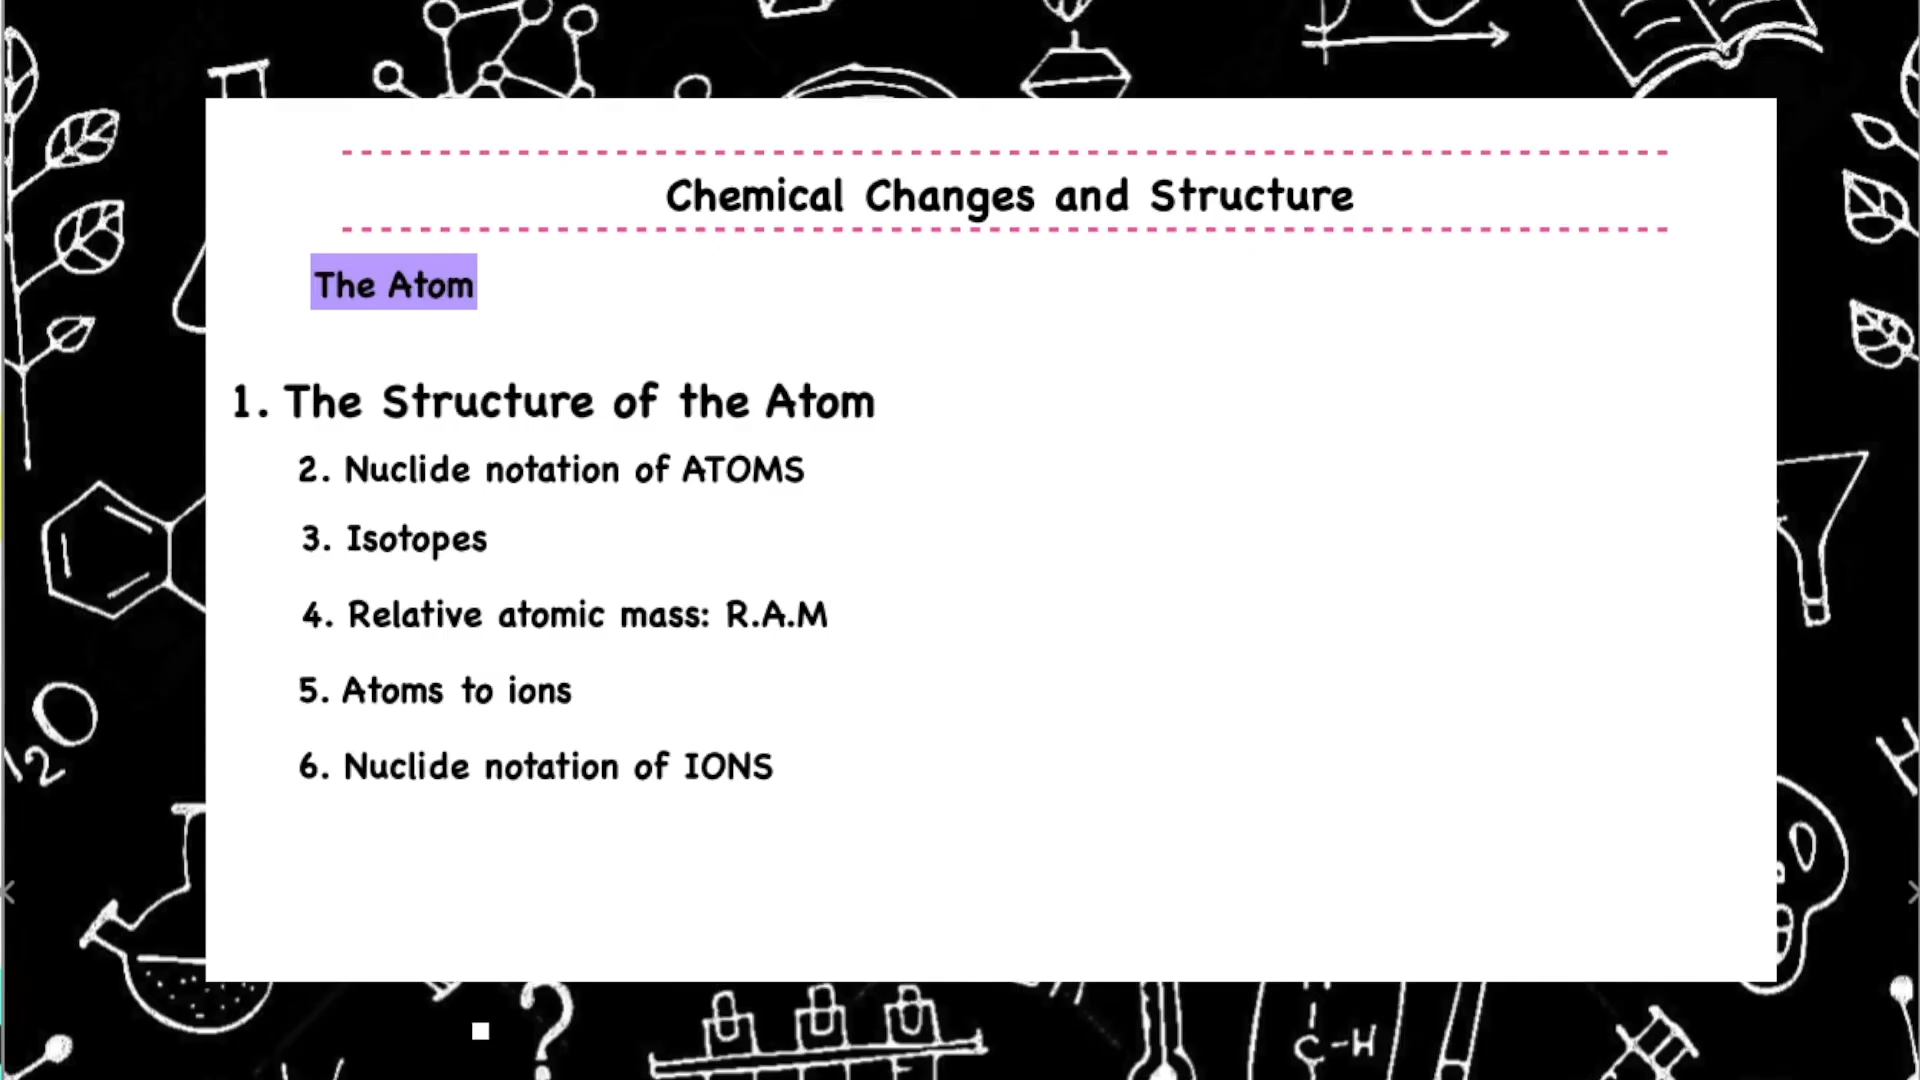 Chemical Changes and Structure
The Atom
1. The Structure of the Atom
2. Nuclide notation of ATOMS
3. Isotopes
4. Relative atomic mass: R.A.M
5. Atoms to ions
6. Nuclide notation of IONS
2O
H
?
C-H